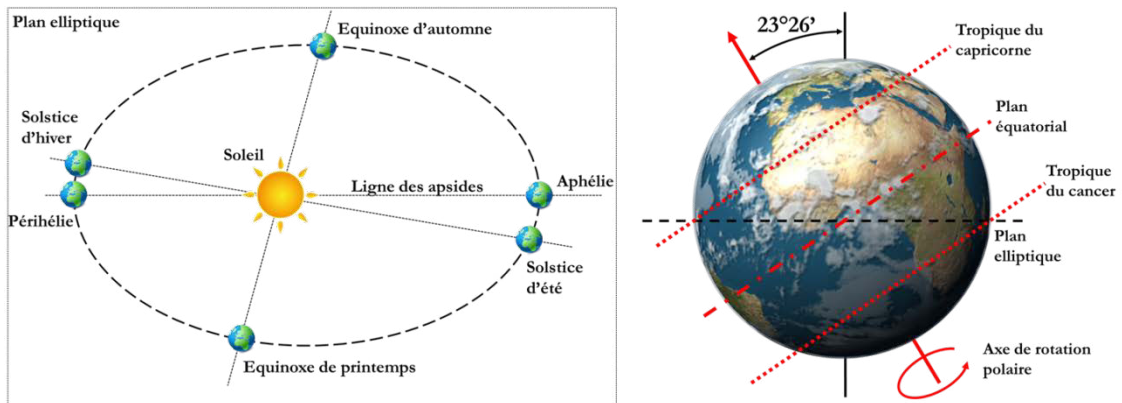 Plan elliptique
Equinoxe d'automne
Solstice
d'hiver
Soleil
Ligne des apsides
Aphélie
Périhélie
Solstice
d'été
Equinoxe de printemps
23°26'
Tropique du
capricorne
Plan
équatorial
Tropique
du cancer
Plan
elliptique
Axe de rotation
polaire